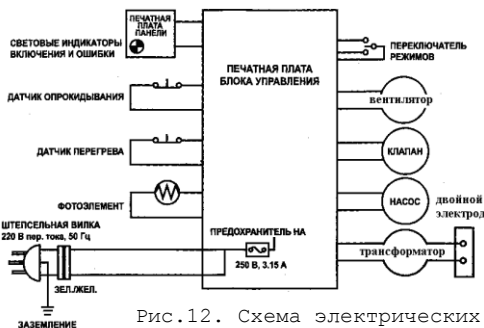 ПЕЧАТНАЯ
ПЛАТА
ПАНЕЛИ
СВЕТОВЫЕ ИНДИКАТОРЫ
ВКЛЮЧЕНИЯ И ОШИБКИ
ПЕЧАТНАЯ ПЛАТА
БЛОКА УПРАВЛЕНИЯ
ПЕРЕКЛЮЧАТЕЛЬ
РЕЖИМОВ
ДАТЧИК ОПРОКИДЫВАНИЯ
вентилятор
ДАТЧИК ПЕРЕГРЕВА
КЛАПАН
ФОТОЭЛЕМЕНТ
НАСОС
двойной
электрод
ШТЕПСЕЛЬНАЯ ВИЛКА
220 В пер. тока, 50 Гц
ПРЕДОХРАНИТЕЛЬ НА
250 В, 3.15 А
трансформатор
ЗЕЛ./ЖЕЛ.
ЗАЗЕМЛЕНИЕ
Рис.12. Схема электрических